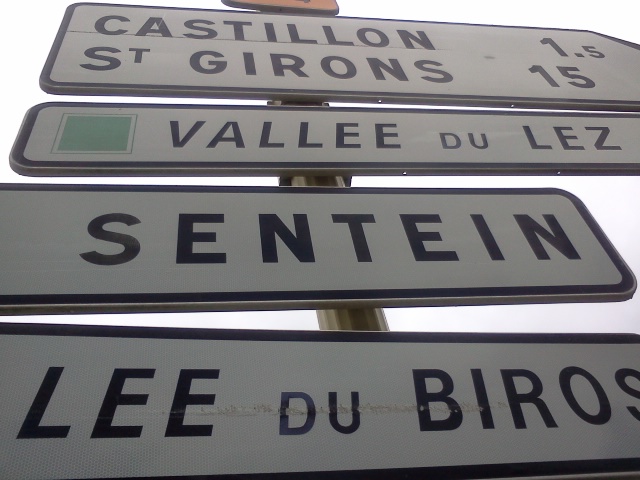 CASTILLON 1.5
ST GIRONS 15
VALLEE DU LEZ
SENTEIN
LEE DU BIROS